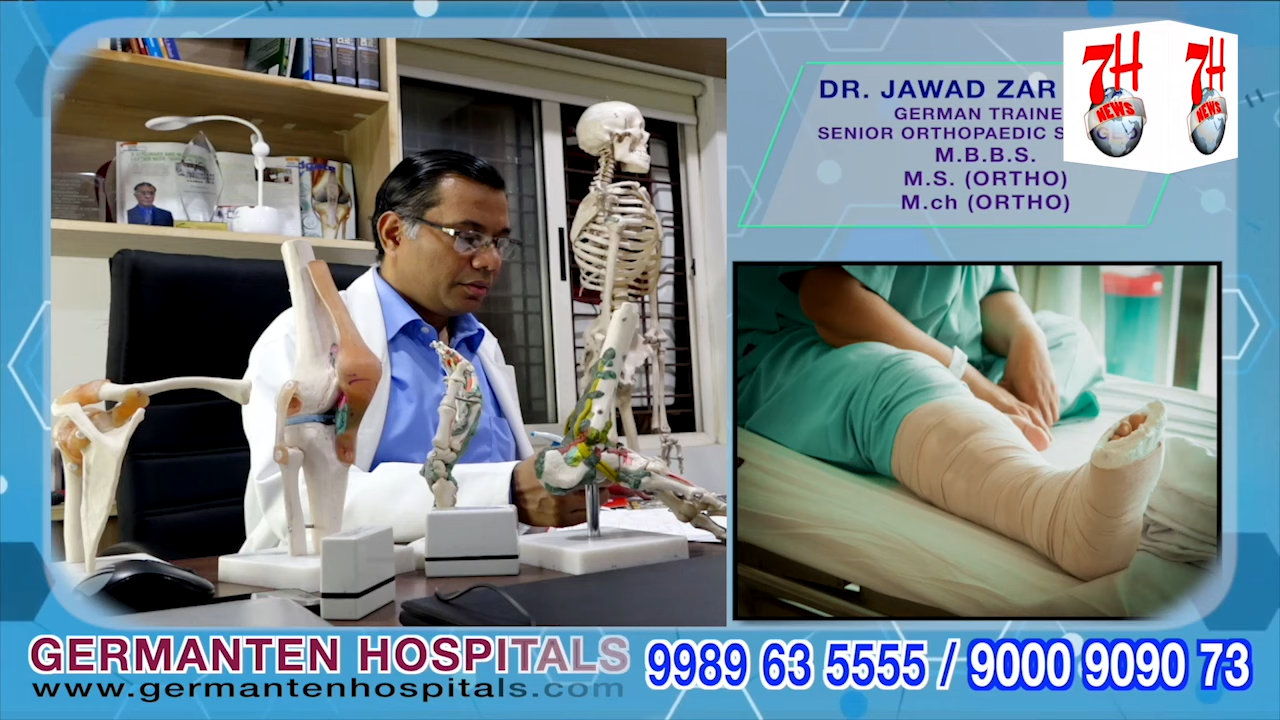 DR. JAWAD ZAR
GERMAN
SENIOR ORTHOPAEDIC
M.B.B.S.
M.S. (ORTHO)
M.ch (ORTHO)
7H
NEWS
7H
NEWS
GERMANTEN HOSPITALS
www.germantenhospitals.com
9989 63 5555 / 9000 9090 73